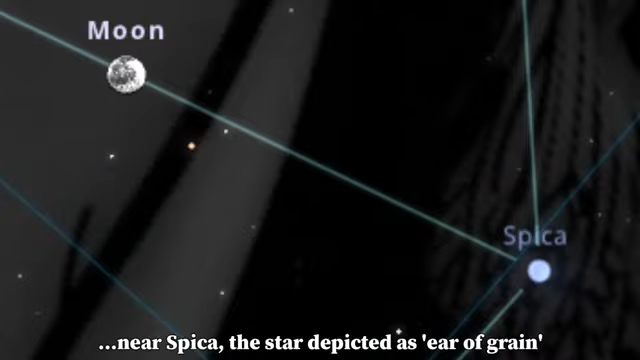 Moon
Spica
...near Spica, the star depicted as 'ear of grain'